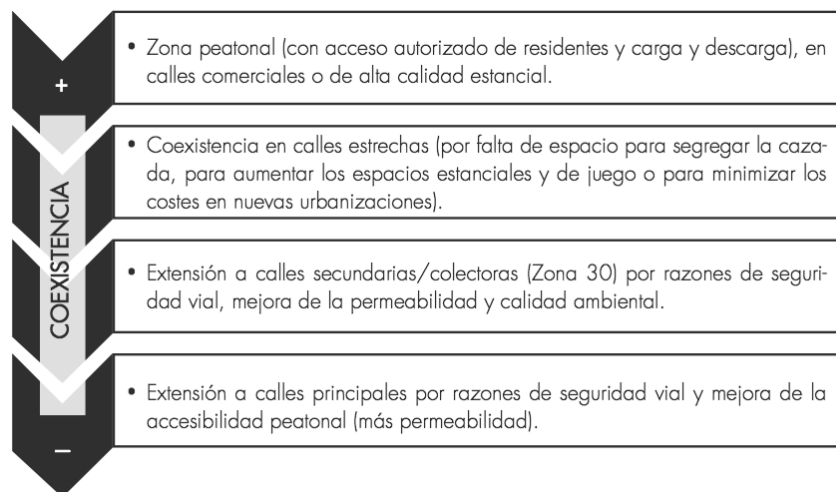 +
• Zona peatonal (con acceso autorizado de residentes y carga y descarga), en
calles comerciales o de alta calidad estancial.
COEXISTENCIA
• Coexistencia en calles estrechas (por falta de espacio para segregar la caza-
da, para aumentar los espacios estanciales y de juego o para minimizar los
costes en nuevas urbanizaciones).
• Extensión a calles secundarias/colectoras (Zona 30) por razones de seguri-
dad vial, mejora de la permeabilidad y calidad ambiental.
• Extensión a calles principales por razones de seguridad vial y mejora de la
accesibilidad peatonal (más permeabilidad).
–